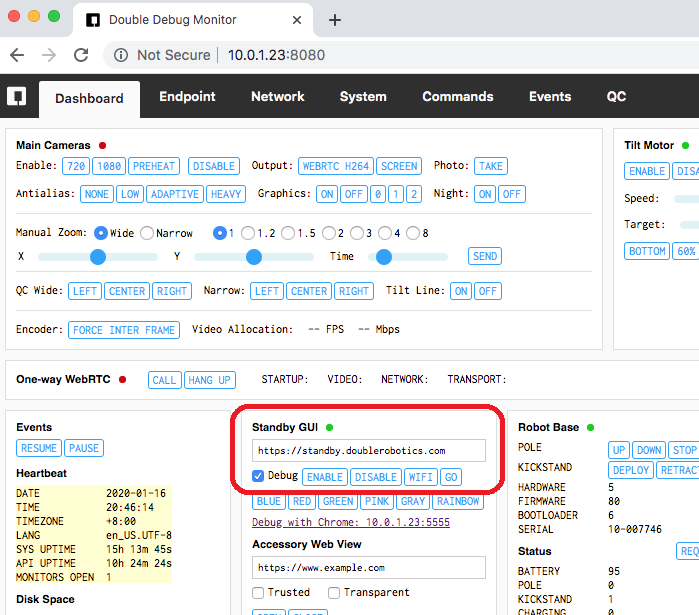 Double Debug Monitor
Not Secure 10.0.1.23:8080
Dashboard Endpoint Network System Commands Events QC
Main Cameras
Enable: 720 1080 PREHEAT DISABLE Output: WEBRTC H264 SCREEN Photo: TAKE
Antialias: NONE LOW ADAPTIVE HEAVY Graphics: ON OFF 0 1 2 Night: ON OFF
Manual Zoom: Wide Narrow 1 1.2 1.5 2 3 4 8
X Y Time SEND
QC Wide: LEFT CENTER RIGHT Narrow: LEFT CENTER RIGHT Tilt Line: ON OFF
Encoder: FORCE INTER FRAME Video Allocation: -- FPS -- Mbps
Tilt Motor
ENABLE DISA
Speed:
Target:
BOTTOM 60%
One-way WebRTC CALL HANG UP STARTUP: VIDEO: NETWORK: TRANSPORT:
Events
RESUME PAUSE
Heartbeat
DATE 2020-01-16
TIME 20:46:14
TIMEZONE +8:00
LANG en_US.UTF-8
SYS UPTIME 15h 13m 45s
API UPTIME 10h 24m 24s
MONITORS OPEN 1
Disk Space
Standby GUI
https://standby.doublerobotics.com
Debug ENABLE DISABLE WIFI GO
BLUE RED GREEN PINK GRAY RAINBOW
Debug with Chrome: 10.0.1.23:5555
Accessory Web View
https://www.example.com
Trusted Transparent
Robot Base
POLE UP DOWN STOP
KICKSTAND DEPLOY RETRACT
HARDWARE 5
FIRMWARE 80
BOOTLOADER 6
SERIAL 10-007746
Status REQ
BATTERY 95
POLE 0
KICKSTAND 1
CHARGING 0